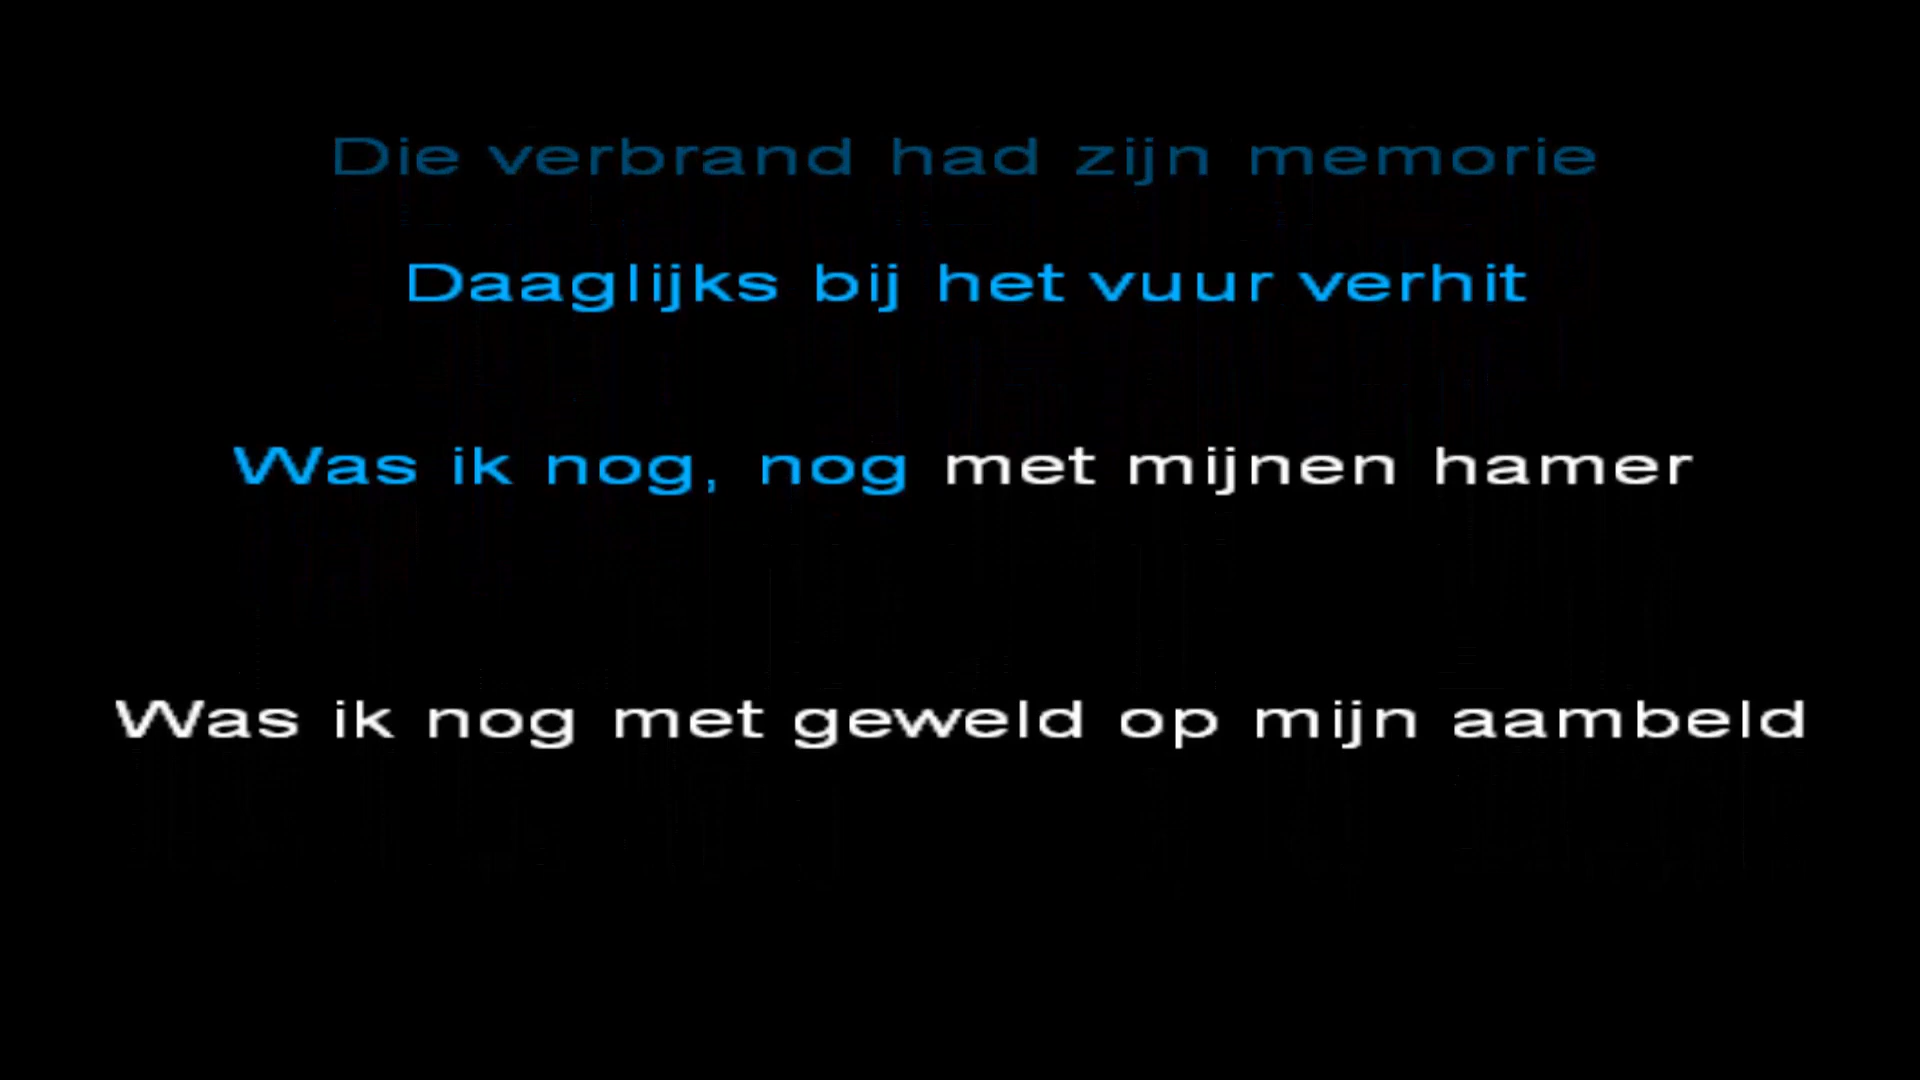 Die verbrand had zijn memorie
Daaglijks bij het vuur verhit
Was ik nog, nog met mijnen hamer
Was ik nog met geweld op mijn aambeld